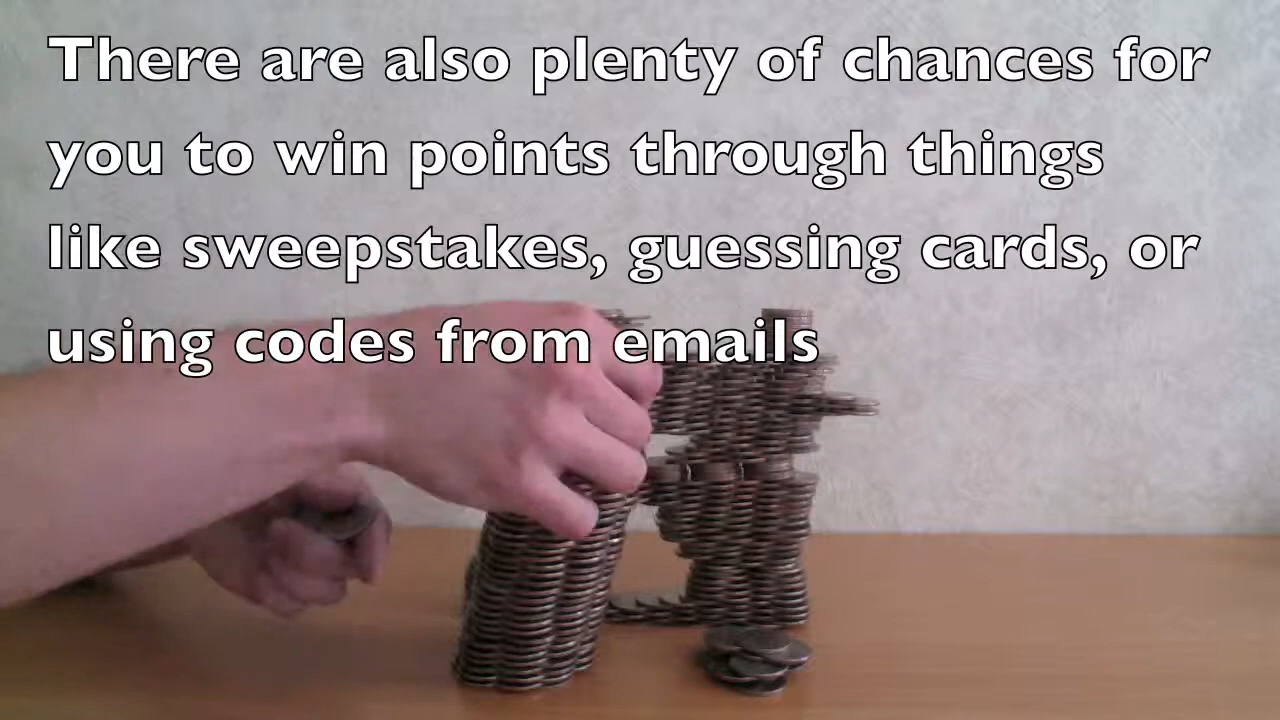 There are also plenty of chances for
you to win points through things
like sweepstakes, guessing cards, or
using codes from emails